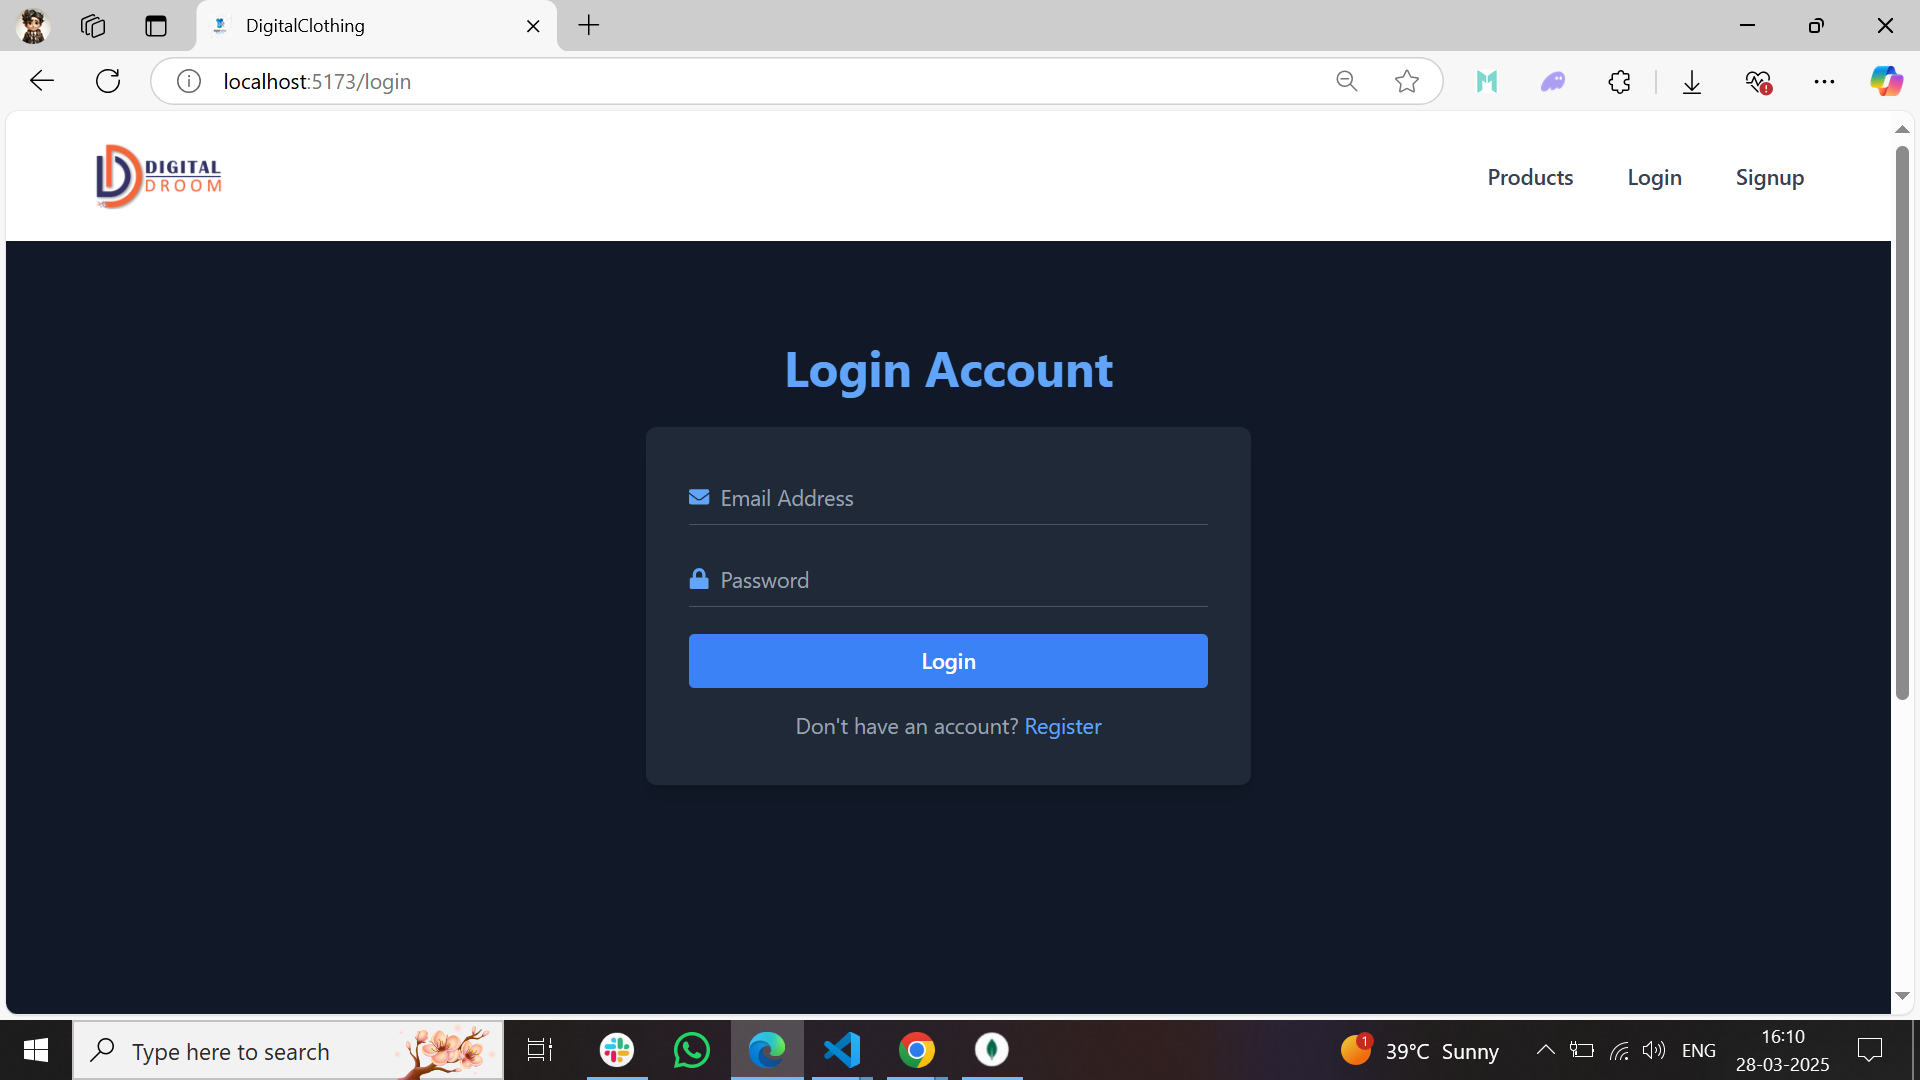 DigitalClothing
localhost:5173/login
DIGITAL
DROOM
Products
Login
Signup
Login Account
Email Address
Password
Login
Don't have an account? Register
Type here to search
1
39°C Sunny
ENG
16:10
28-03-2025